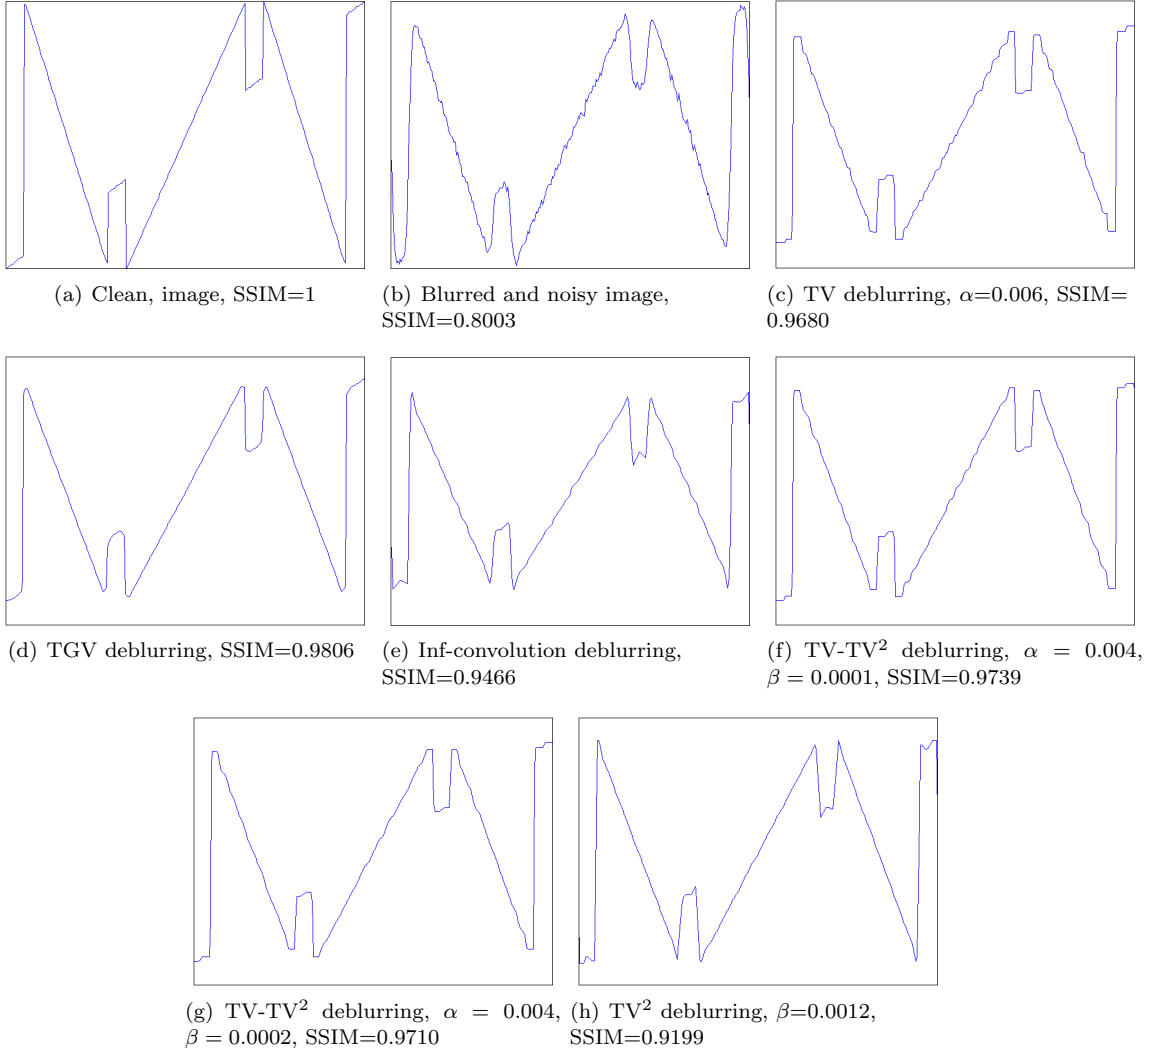 (a) Clean, image, SSIM=1
(b) Blurred and noisy image,
SSIM=0.8003
(c) TV deblurring, α=0.006, SSIM=
0.9680
(d) TGV deblurring, SSIM=0.9806
(e) Inf-convolution deblurring,
SSIM=0.9466
(f) TV-TV² deblurring, α = 0.004,
β = 0.0001, SSIM=0.9739
(g) TV-TV² deblurring, α = 0.004,
β = 0.0002, SSIM=0.9710
(h) TV² deblurring, β=0.0012,
SSIM=0.9199